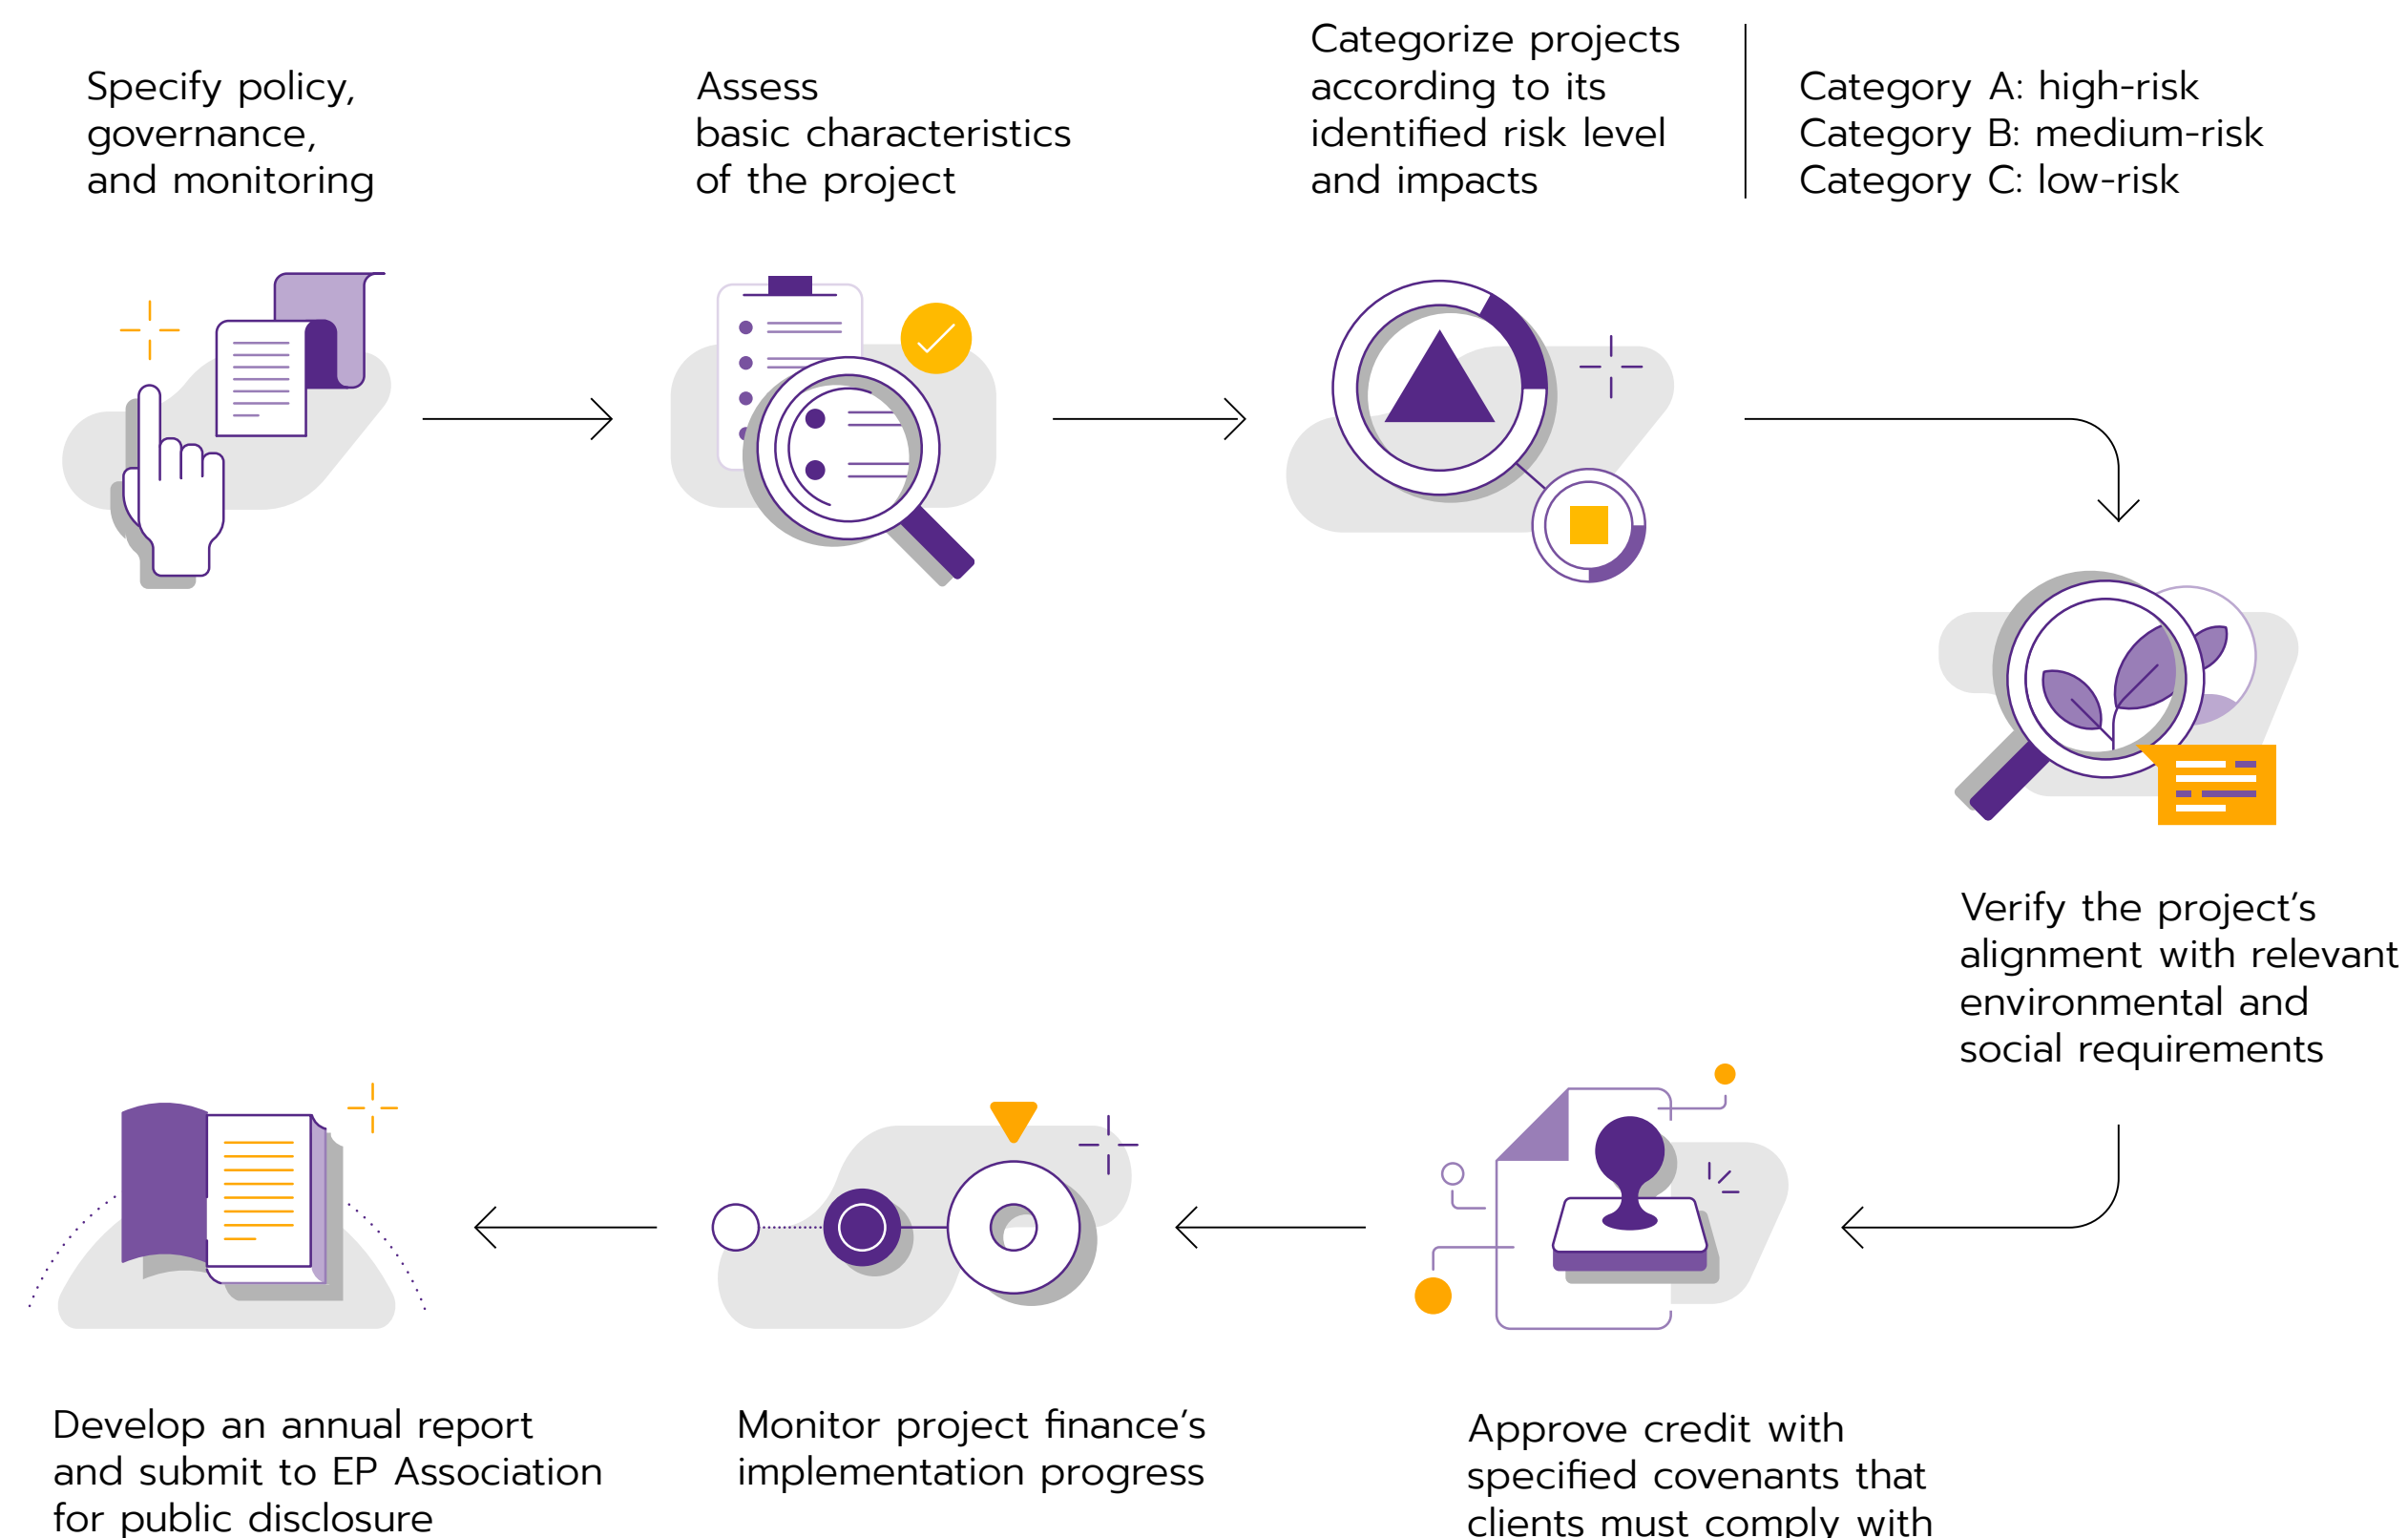 Specify policy,
governance,
and monitoring
Assess
basic characteristics
of the project
Categorize projects
according to its
identified risk level
and impacts
Category A: high-risk
Category B: medium-risk
Category C: low-risk
Verify the project’s
alignment with relevant
environmental and
social requirements
Approve credit with
specified covenants that
clients must comply with
Monitor project finance’s
implementation progress
Develop an annual report
and submit to EP Association
for public disclosure